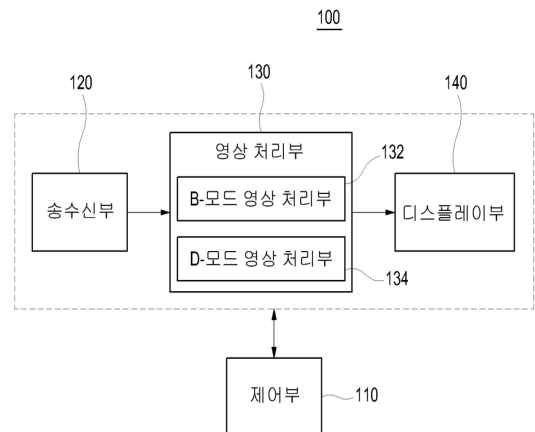 100
120
130
140
영상 처리부
132
송수신부
B-모드 영상 처리부
디스플레이부
D-모드 영상 처리부
134
제어부
110